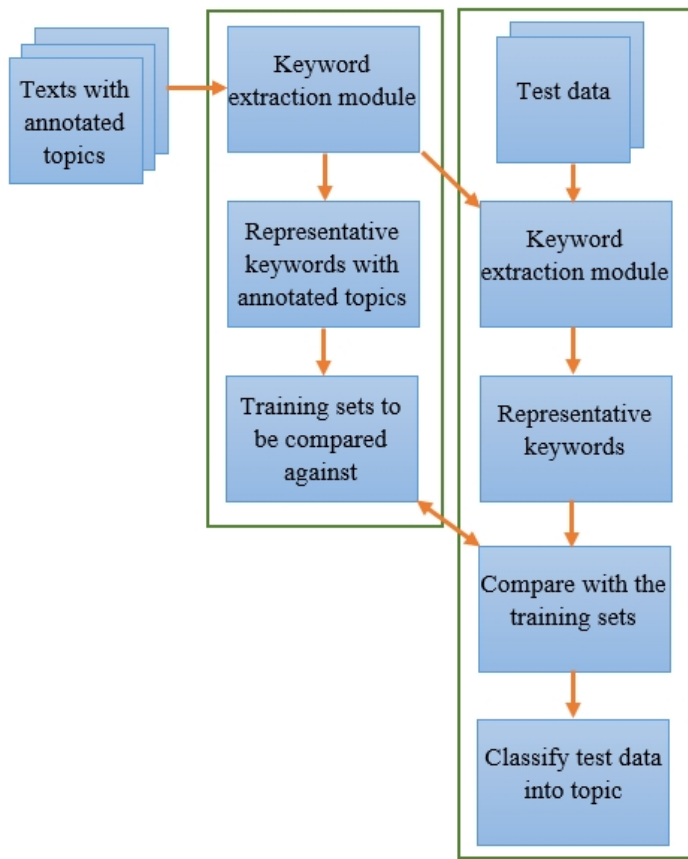 Texts with
annotated
topics
Keyword
extraction module
Representative
keywords with
annotated topics
Training sets to
be compared
against
Test data
Keyword
extraction module
Representative
keywords
Compare with the
training sets
Classify test data
into topic